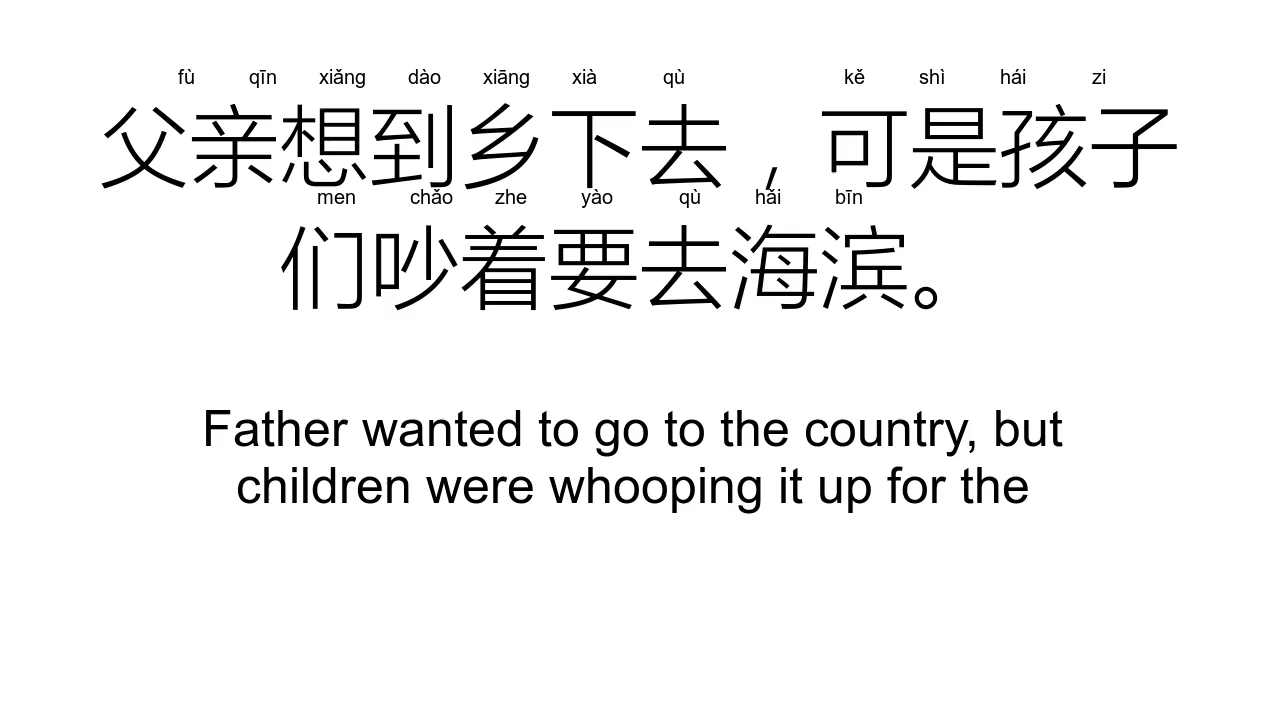 fù qīn xiǎng dào xiāng xià qù kě shì hái zi
父亲想到乡下去，可是孩子
men chǎo zhe yào qù hǎi bīn
们吵着要去海滨。
Father wanted to go to the country, but
children were whooping it up for the